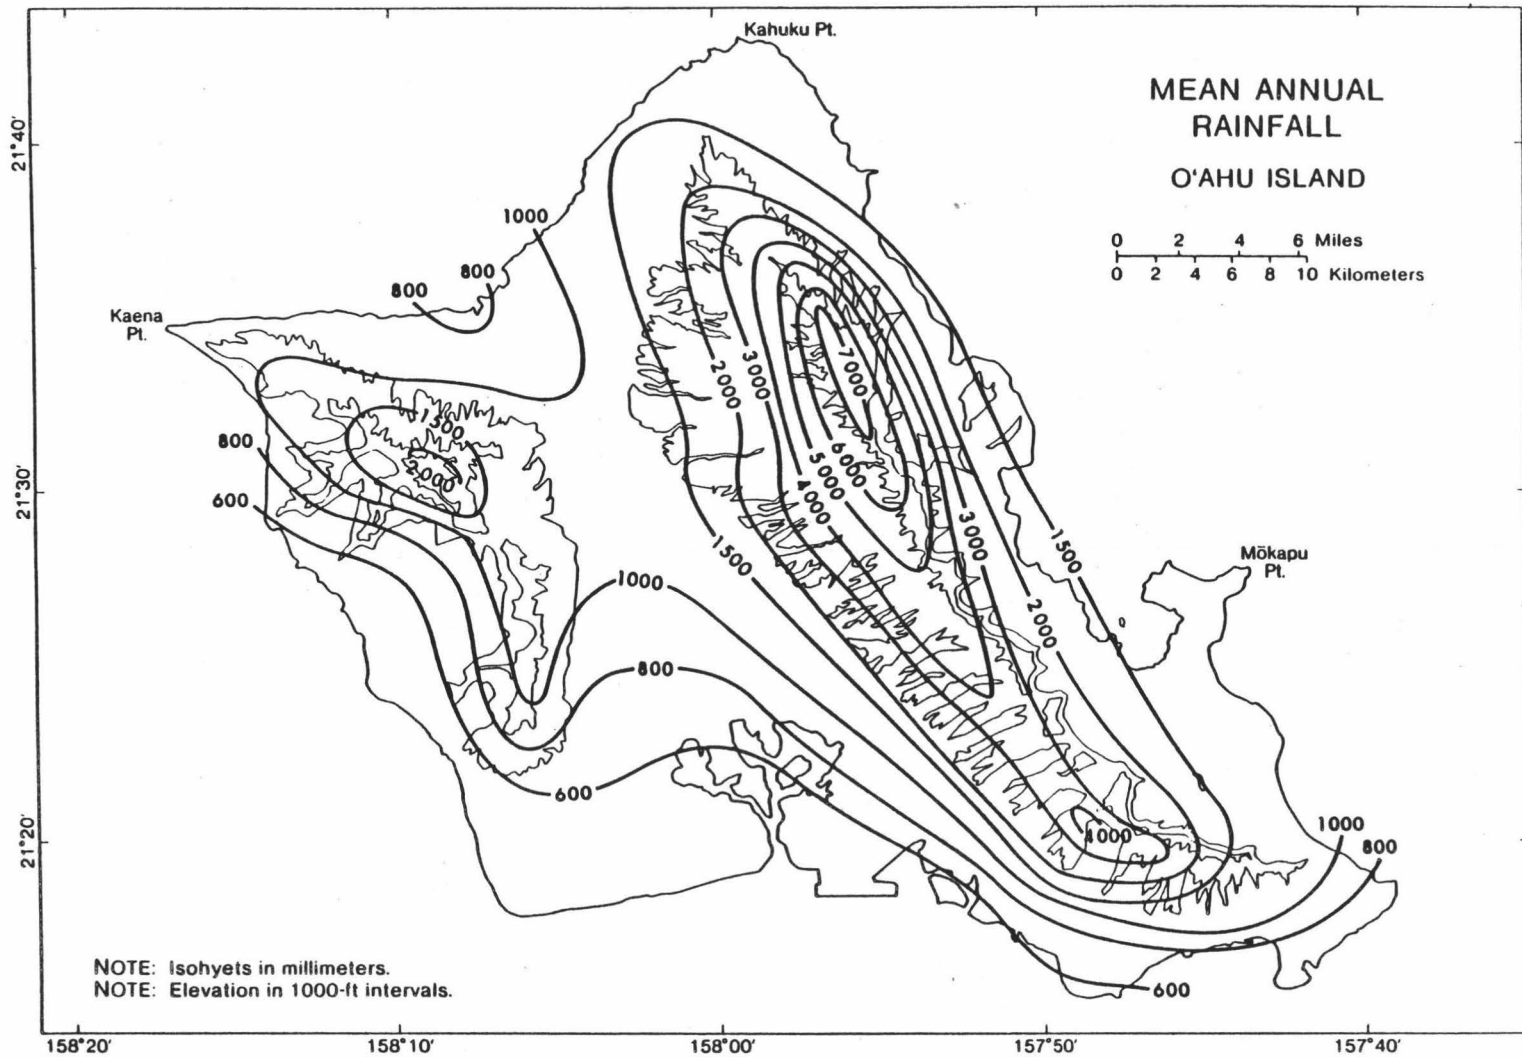 Kahuku Pt.
MEAN ANNUAL
RAINFALL
O'AHU ISLAND
0 2 4 6 Miles
0 2 4 6 8 10 Kilometers
21°40'
1000
800
800
Kaena
Pt.
7000
3000
2000
1500
2000
800
6000
5000
4000
600
21°30'
3000
1500
1500
Mōkapu
Pt.
1000
2000
800
600
4000
1000
800
21°20'
NOTE: Isohyets in millimeters.
NOTE: Elevation in 1000-ft intervals.
600
158°20' 158°10' 158°00' 157°50' 157°40'